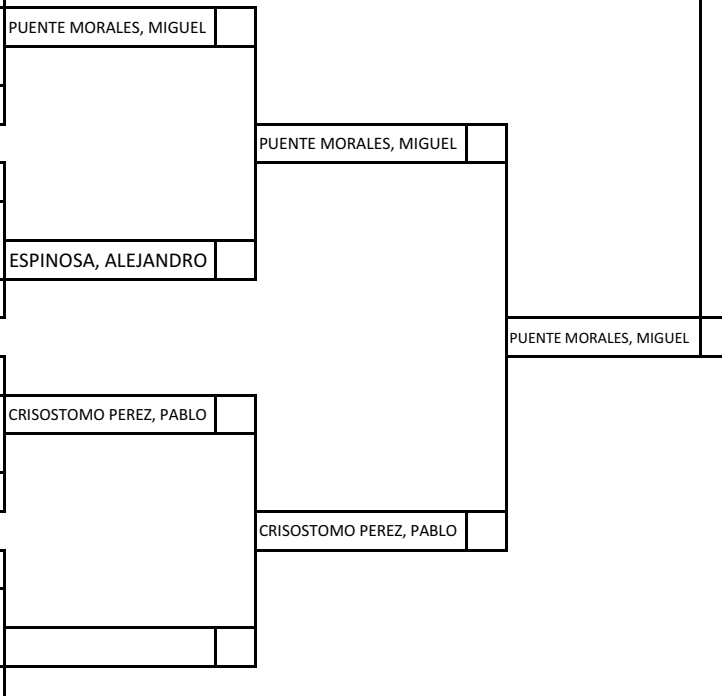 PUENTE MORALES, MIGUEL
PUENTE MORALES, MIGUEL
ESPINOSA, ALEJANDRO
PUENTE MORALES, MIGUEL
CRISOSTOMO PEREZ, PABLO
CRISOSTOMO PEREZ, PABLO